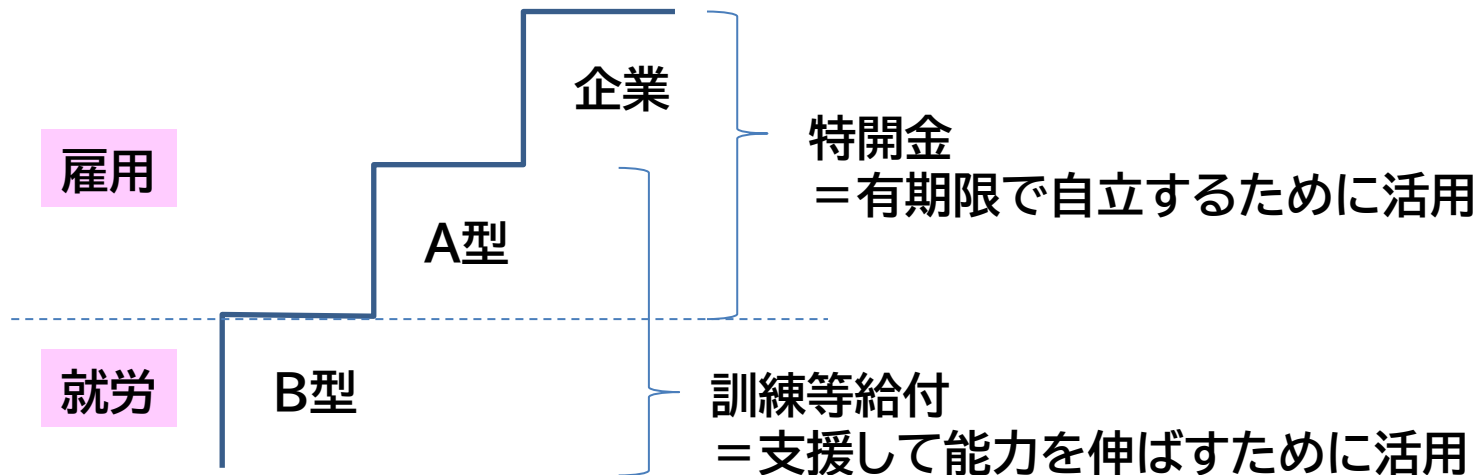 企業
特開金
＝有期限で自立するために活用
雇用
A型
就労
B型
訓練等給付
＝支援して能力を伸ばすために活用